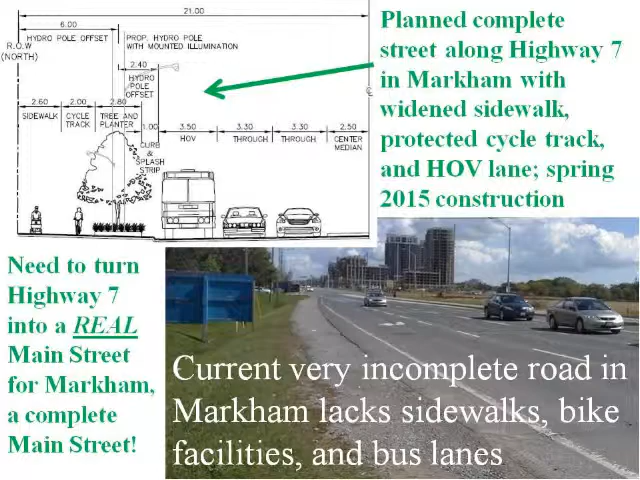 21.00
6.00
HYDRO POLE OFFSET
PROP. HYDRO POLE
WITH MOUNTED ILLUMINATION
R.O.W
(NORTH)
2.40
HYDRO
POLE
OFFSET
2.60
2.00
2.80
SIDEWALK
CYCLE
TRACK
TREE AND
PLANTER
1.00
CURB
&
SPLASH
STRIP
3.50
3.30
3.30
2.50
HOV
THROUGH
THROUGH
CENTER
MEDIAN
Planned complete
street along Highway 7
in Markham with
widened sidewalk,
protected cycle track,
and HOV lane; spring
2015 construction
Need to turn
Highway 7
into a REAL
Main Street
for Markham,
a complete
Main Street!
Current very incomplete road in
Markham lacks sidewalks, bike
facilities, and bus lanes